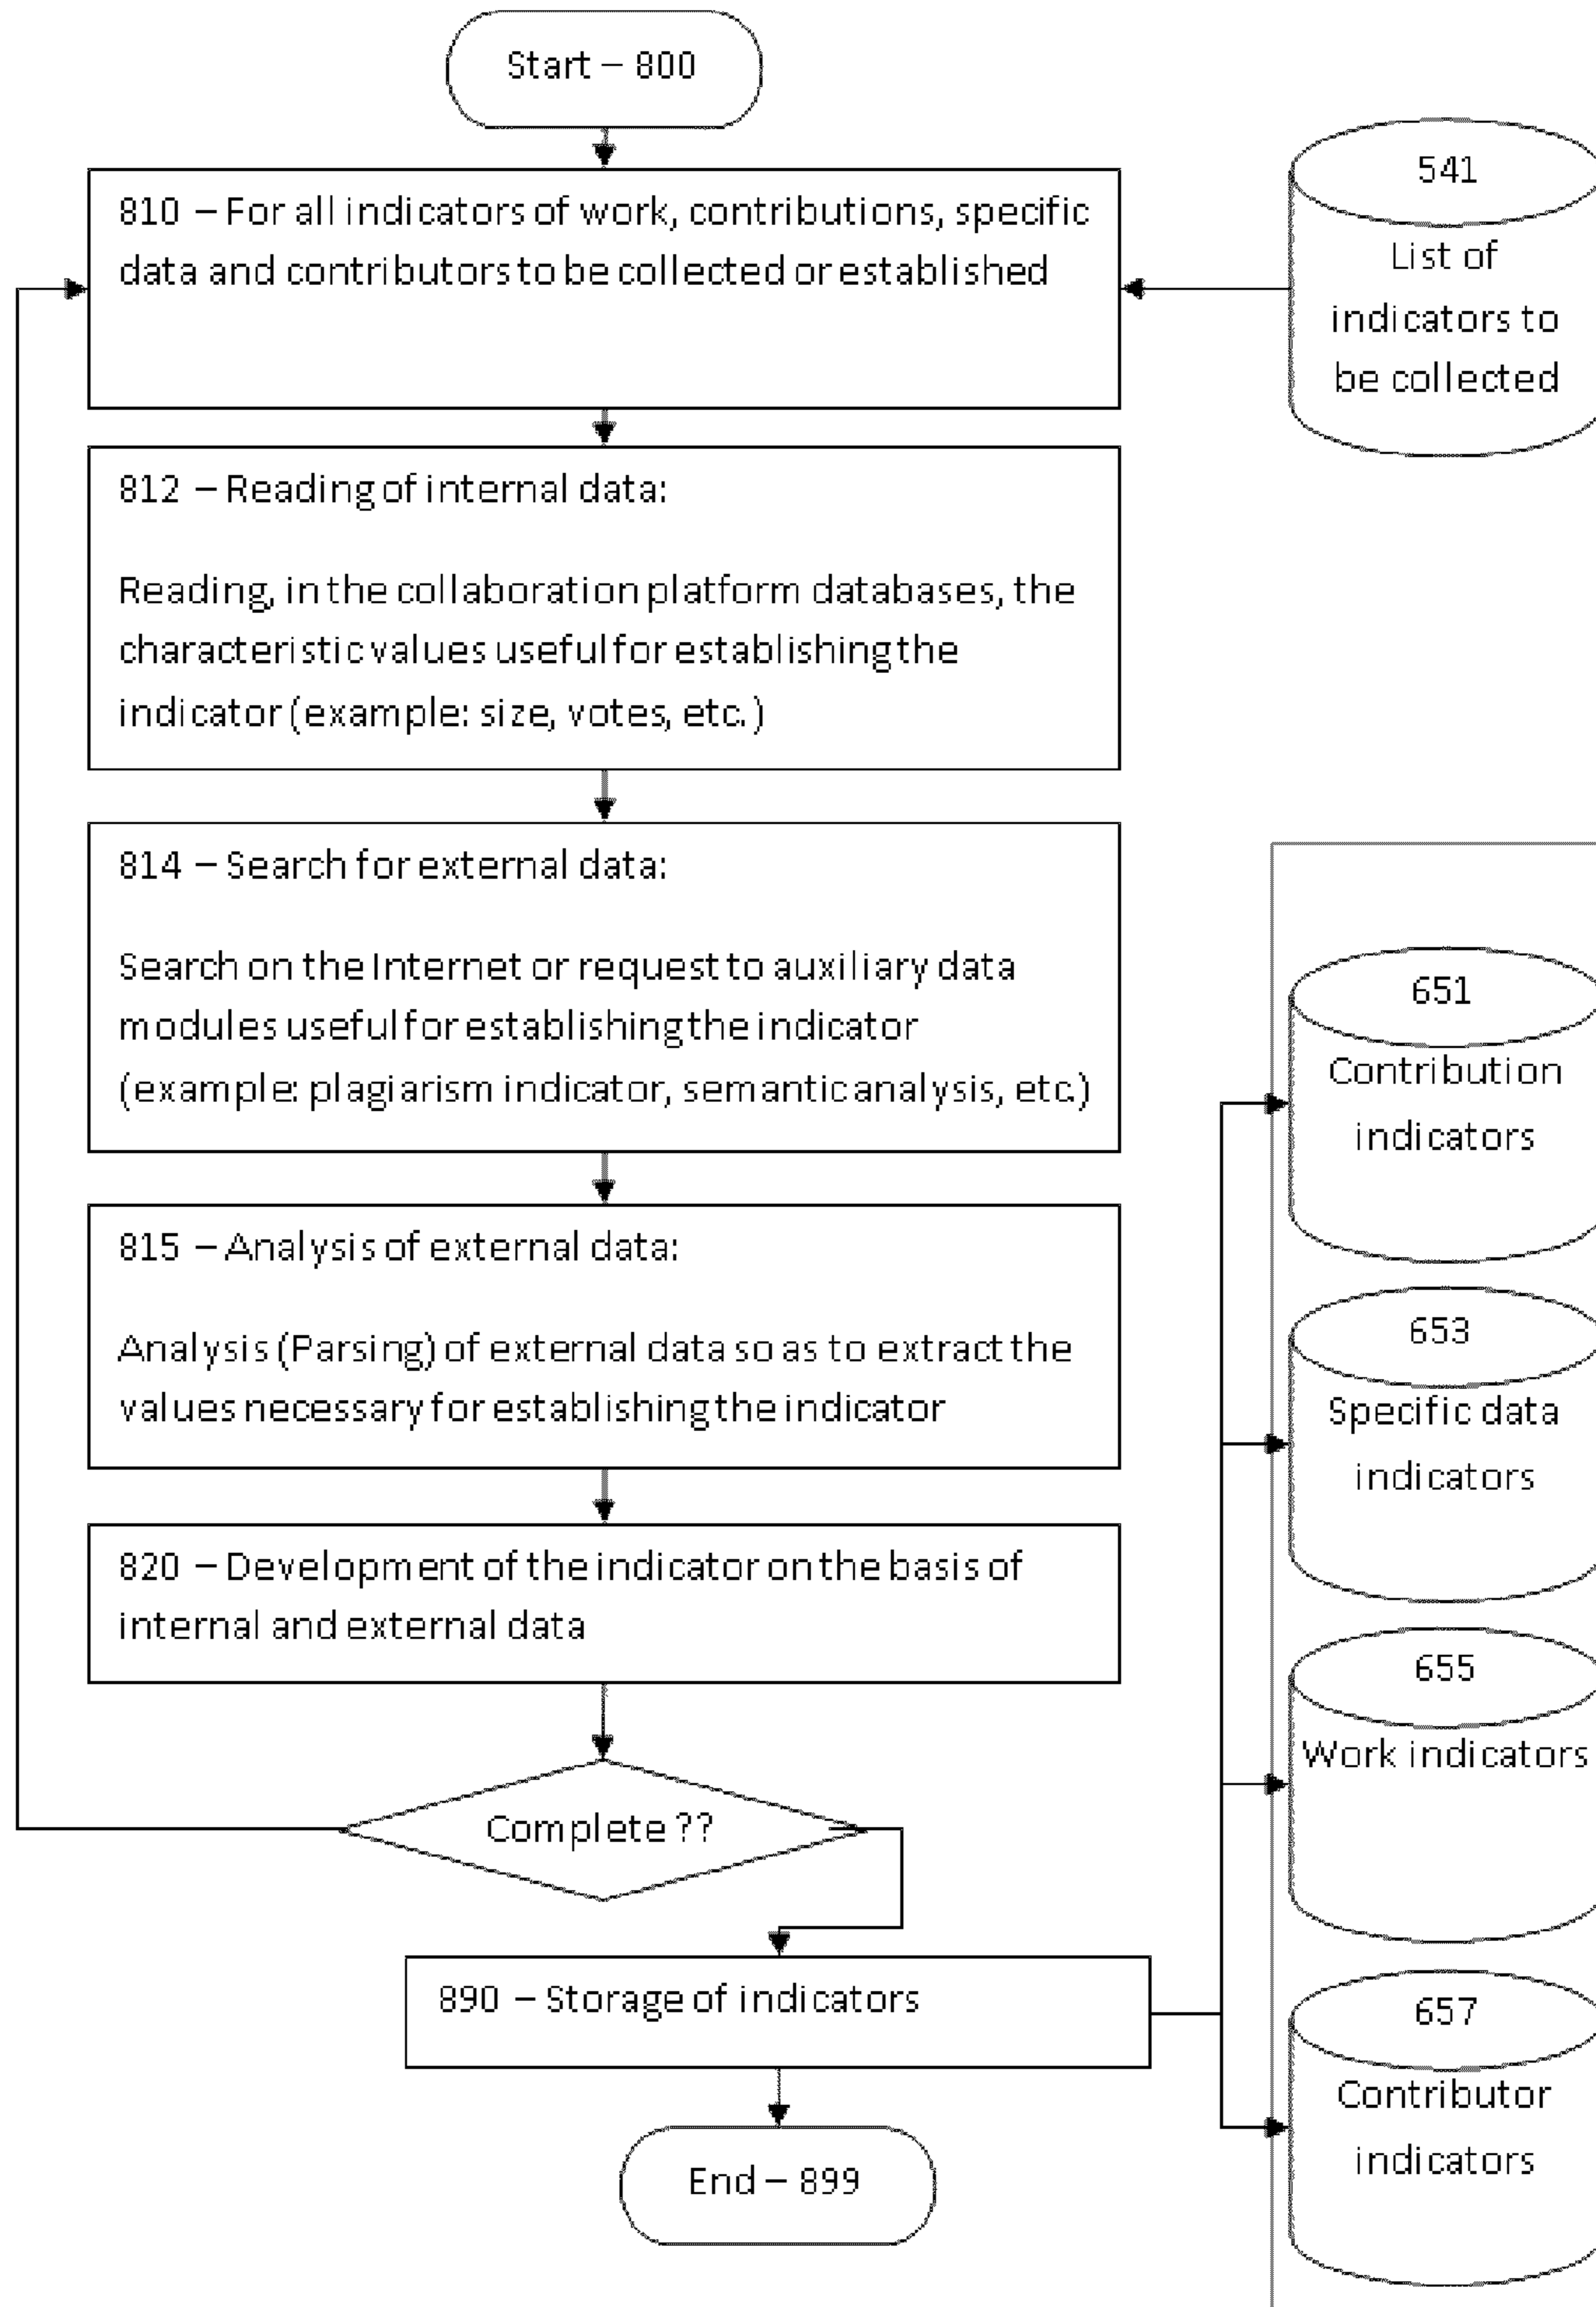 Start – 800
810 – For all indicators of work, contributions, specific
data and contributors to be collected or established
541
List of
indicators to
be collected
812 – Reading of internal data:
Reading, in the collaboration platform databases, the
characteristic values useful for establishing the
indicator (example: size, votes, etc.)
814 – Search for external data:
Search on the Internet or request to auxiliary data
modules useful for establishing the indicator
(example: plagiarism indicator, semantic analysis, etc.)
815 – Analysis of external data:
Analysis (Parsing) of external data so as to extract the
values necessary for establishing the indicator
820 – Development of the indicator on the basis of
internal and external data
Complete ??
890 – Storage of indicators
End – 899
651
Contribution
indicators
653
Specific data
indicators
655
Work indicators
657
Contributor
indicators